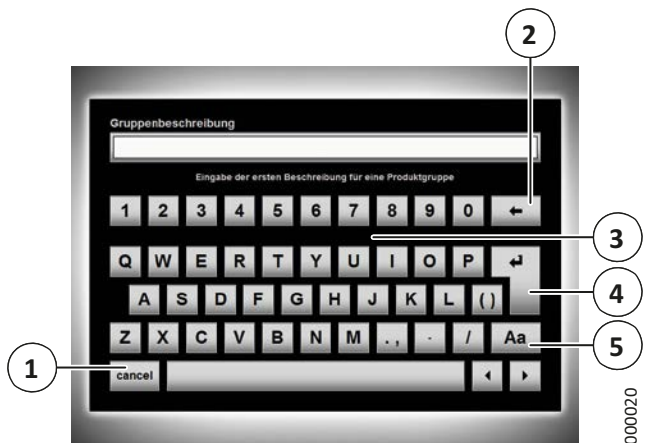 2
Gruppenbeschreibung
Eingabe der ersten Beschreibung für eine Produktgruppe
1 2 3 4 5 6 7 8 9 0 ←
3
Q W E R T Y U I O P ↵
4
A S D F G H J K L ( )
Z X C V B N M . , - / Aa
5
1
cancel ◄ ►
000020